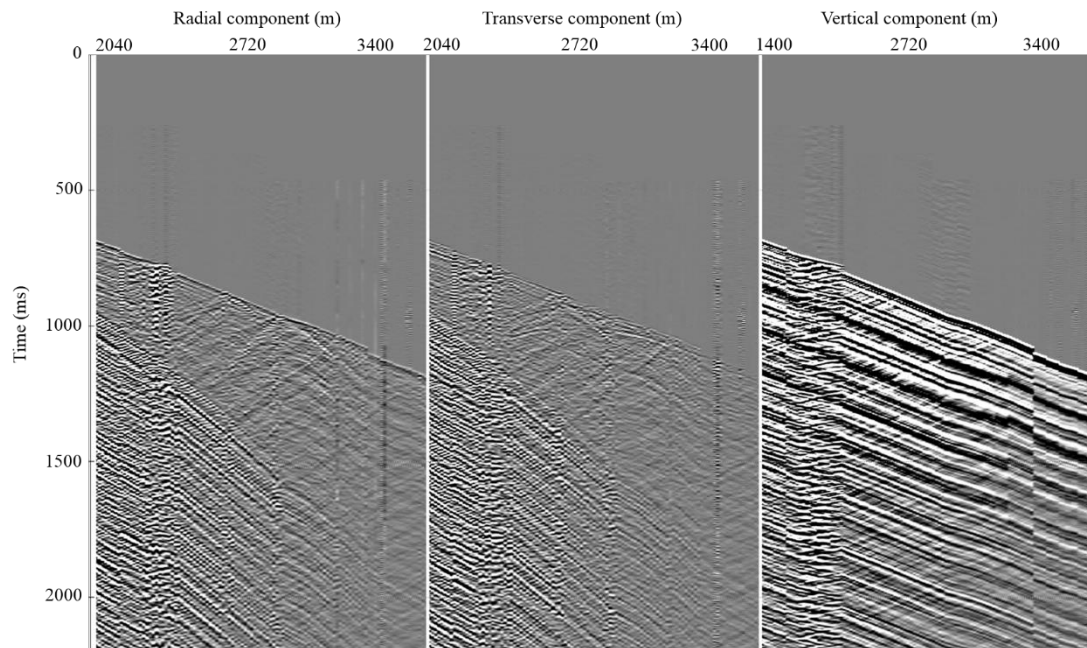 Radial component (m) Transverse component (m) Vertical component (m)
2040 2720 3400 2040 2720 3400 1400 2720 3400
0
500
1000
1500
2000
Time (ms)